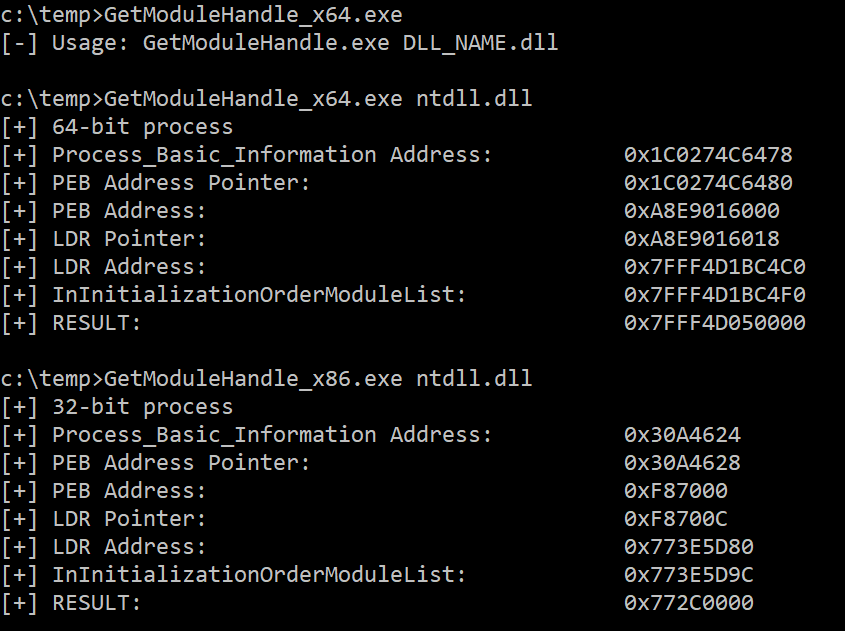 c:\temp>GetModuleHandle_x64.exe
[-] Usage: GetModuleHandle.exe DLL_NAME.dll
c:\temp>GetModuleHandle_x64.exe ntdll.dll
[+] 64-bit process
[+] Process_Basic_Information Address: 0x1C0274C6478
[+] PEB Address Pointer: 0x1C0274C6480
[+] PEB Address: 0xA8E9016000
[+] LDR Pointer: 0xA8E9016018
[+] LDR Address: 0x7FFF4D1BC4C0
[+] InInitializationOrderModuleList: 0x7FFF4D1BC4F0
[+] RESULT: 0x7FFF4D050000
c:\temp>GetModuleHandle_x86.exe ntdll.dll
[+] 32-bit process
[+] Process_Basic_Information Address: 0x30A4624
[+] PEB Address Pointer: 0x30A4628
[+] PEB Address: 0xF87000
[+] LDR Pointer: 0xF8700C
[+] LDR Address: 0x773E5D80
[+] InInitializationOrderModuleList: 0x773E5D9C
[+] RESULT: 0x772C0000